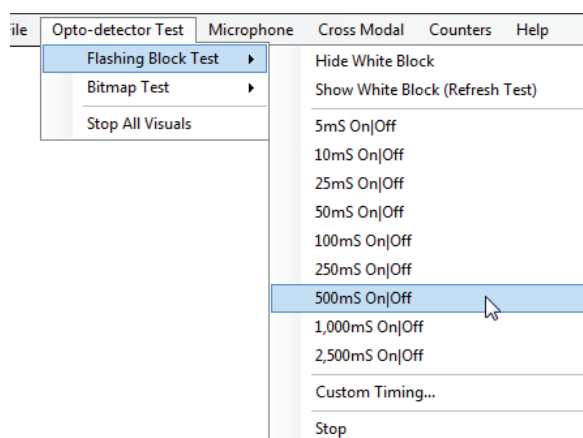 ile Opto-detector Test Microphone Cross Modal Counters Help
Flashing Block Test
Bitmap Test
Stop All Visuals
Hide White Block
Show White Block (Refresh Test)
5mS On|Off
10mS On|Off
25mS On|Off
50mS On|Off
100mS On|Off
250mS On|Off
500mS On|Off
1,000mS On|Off
2,500mS On|Off
Custom Timing...
Stop